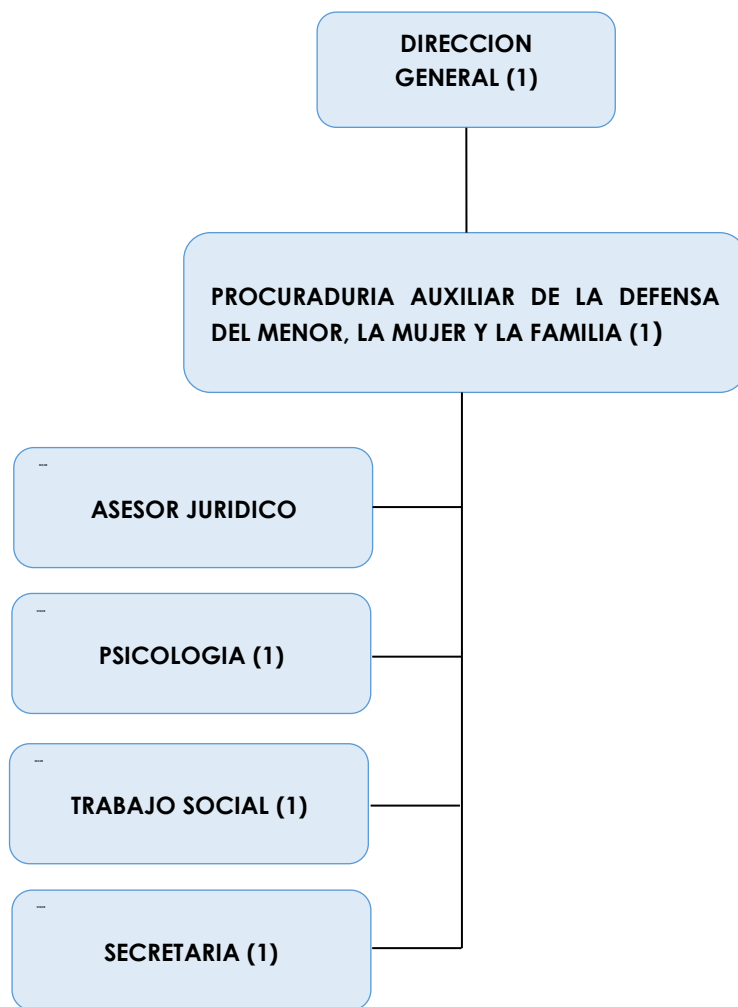 DIRECCION
GENERAL (1)
PROCURADURIA AUXILIAR DE LA DEFENSA
DEL MENOR, LA MUJER Y LA FAMILIA (1)
ASESOR JURIDICO
PSICOLOGIA (1)
TRABAJO SOCIAL (1)
SECRETARIA (1)